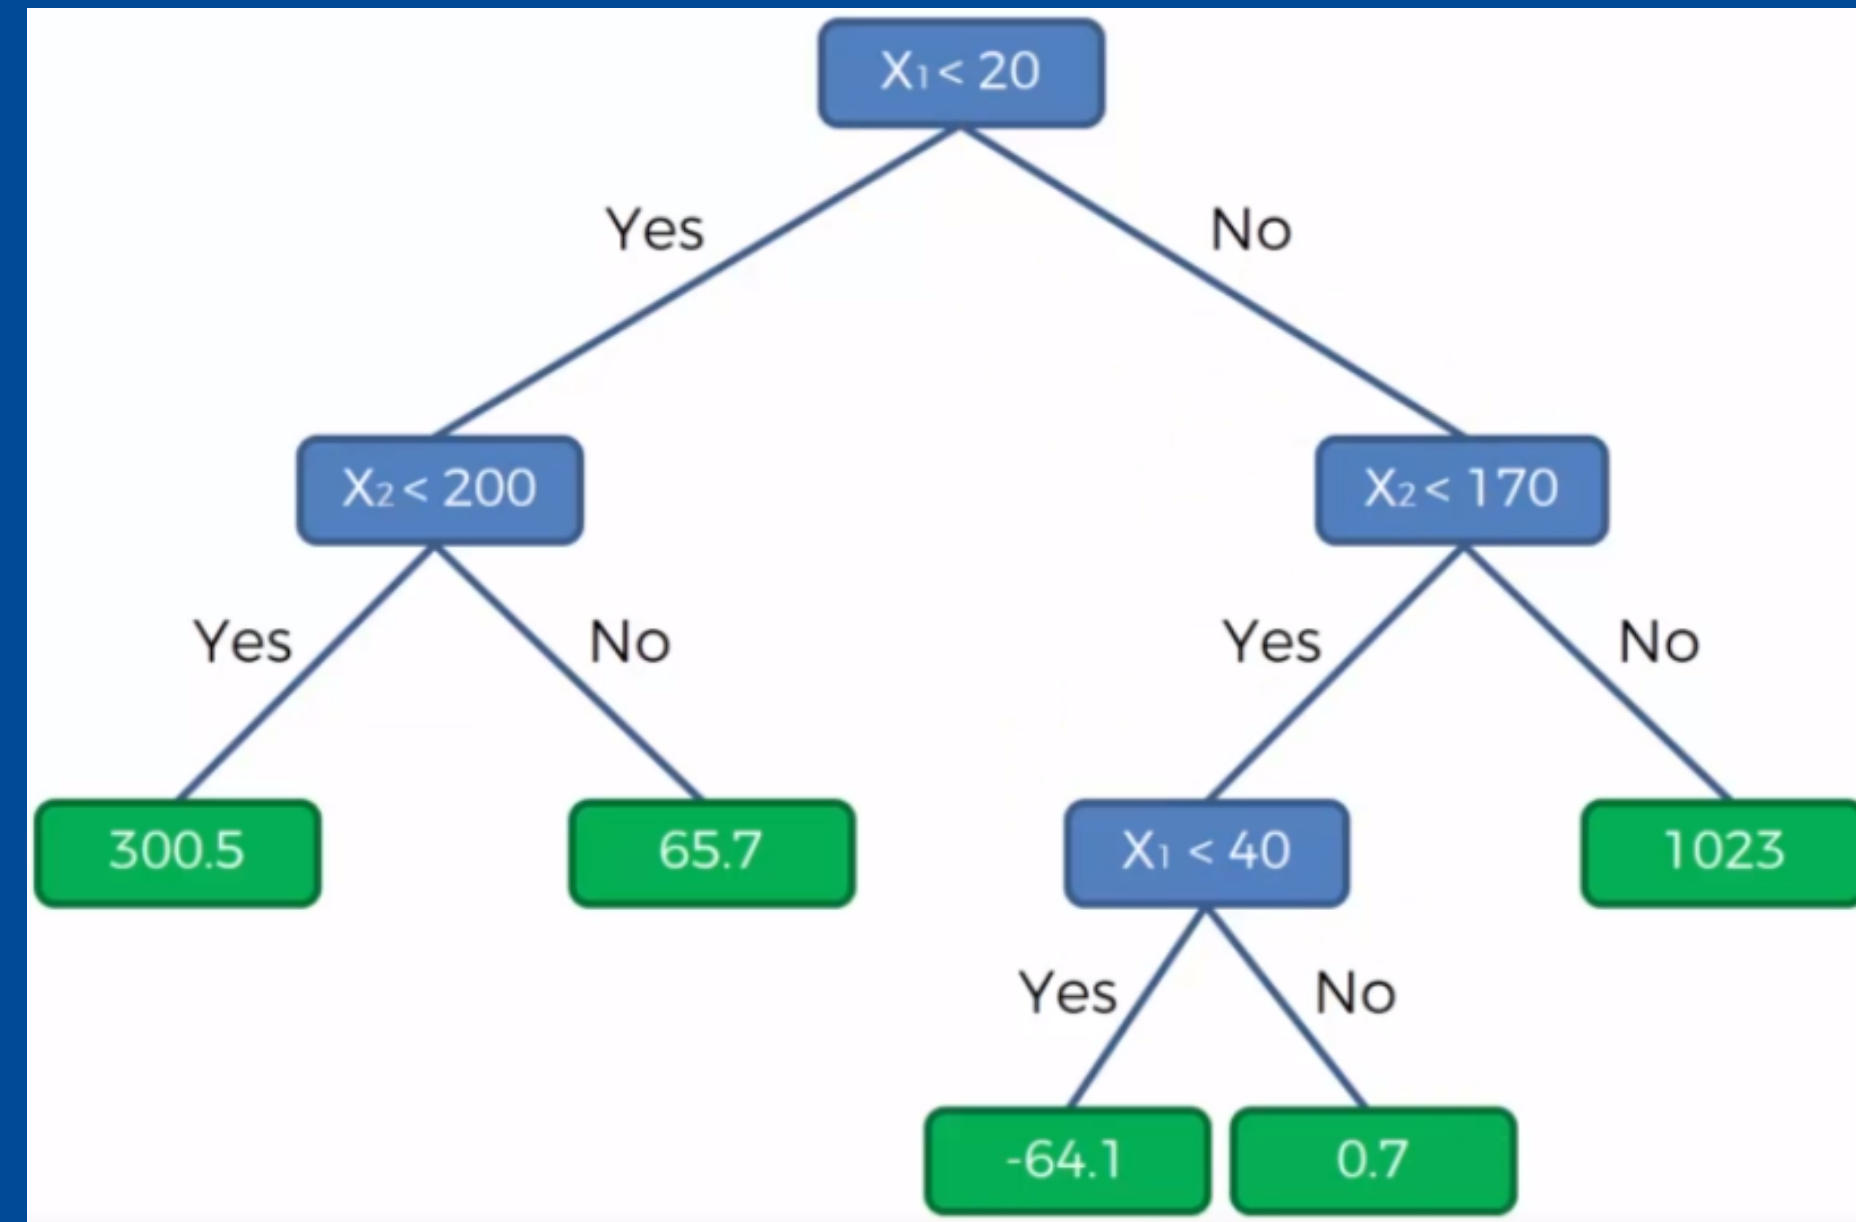 X₁ < 20
Yes
No
X₂ < 200
X₂ < 170
Yes
No
Yes
No
300.5
65.7
X₁ < 40
1023
Yes
No
-64.1
0.7